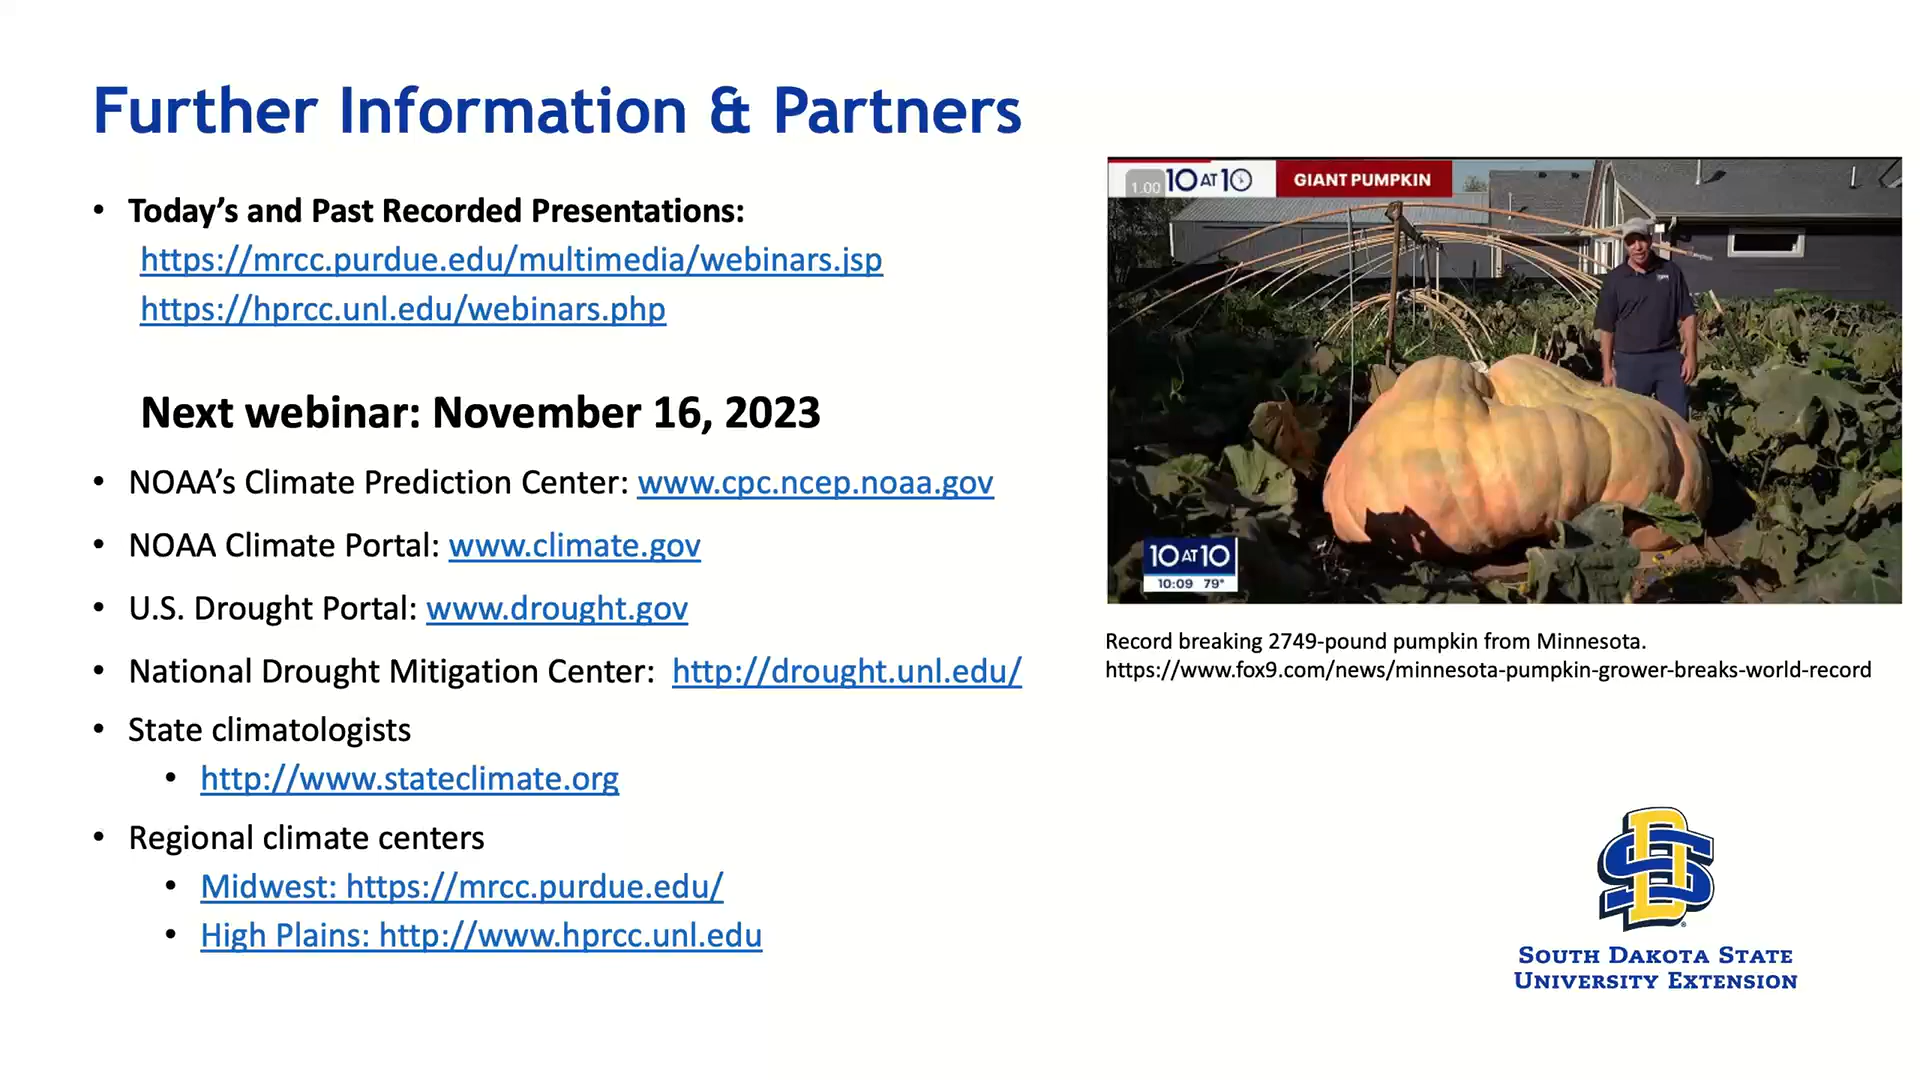 Further Information & Partners
• Today’s and Past Recorded Presentations:
https://mrcc.purdue.edu/multimedia/webinars.jsp
https://hprcc.unl.edu/webinars.php
Next webinar: November 16, 2023
• NOAA’s Climate Prediction Center: www.cpc.ncep.noaa.gov
• NOAA Climate Portal: www.climate.gov
• U.S. Drought Portal: www.drought.gov
• National Drought Mitigation Center: http://drought.unl.edu/
• State climatologists
• http://www.stateclimate.org
• Regional climate centers
• Midwest: https://mrcc.purdue.edu/
• High Plains: http://www.hprcc.unl.edu
1.00 10 AT 10 GIANT PUMPKIN
10 AT 10
10:09 79°
Record breaking 2749-pound pumpkin from Minnesota.
https://www.fox9.com/news/minnesota-pumpkin-grower-breaks-world-record
SD
SOUTH DAKOTA STATE
UNIVERSITY EXTENSION